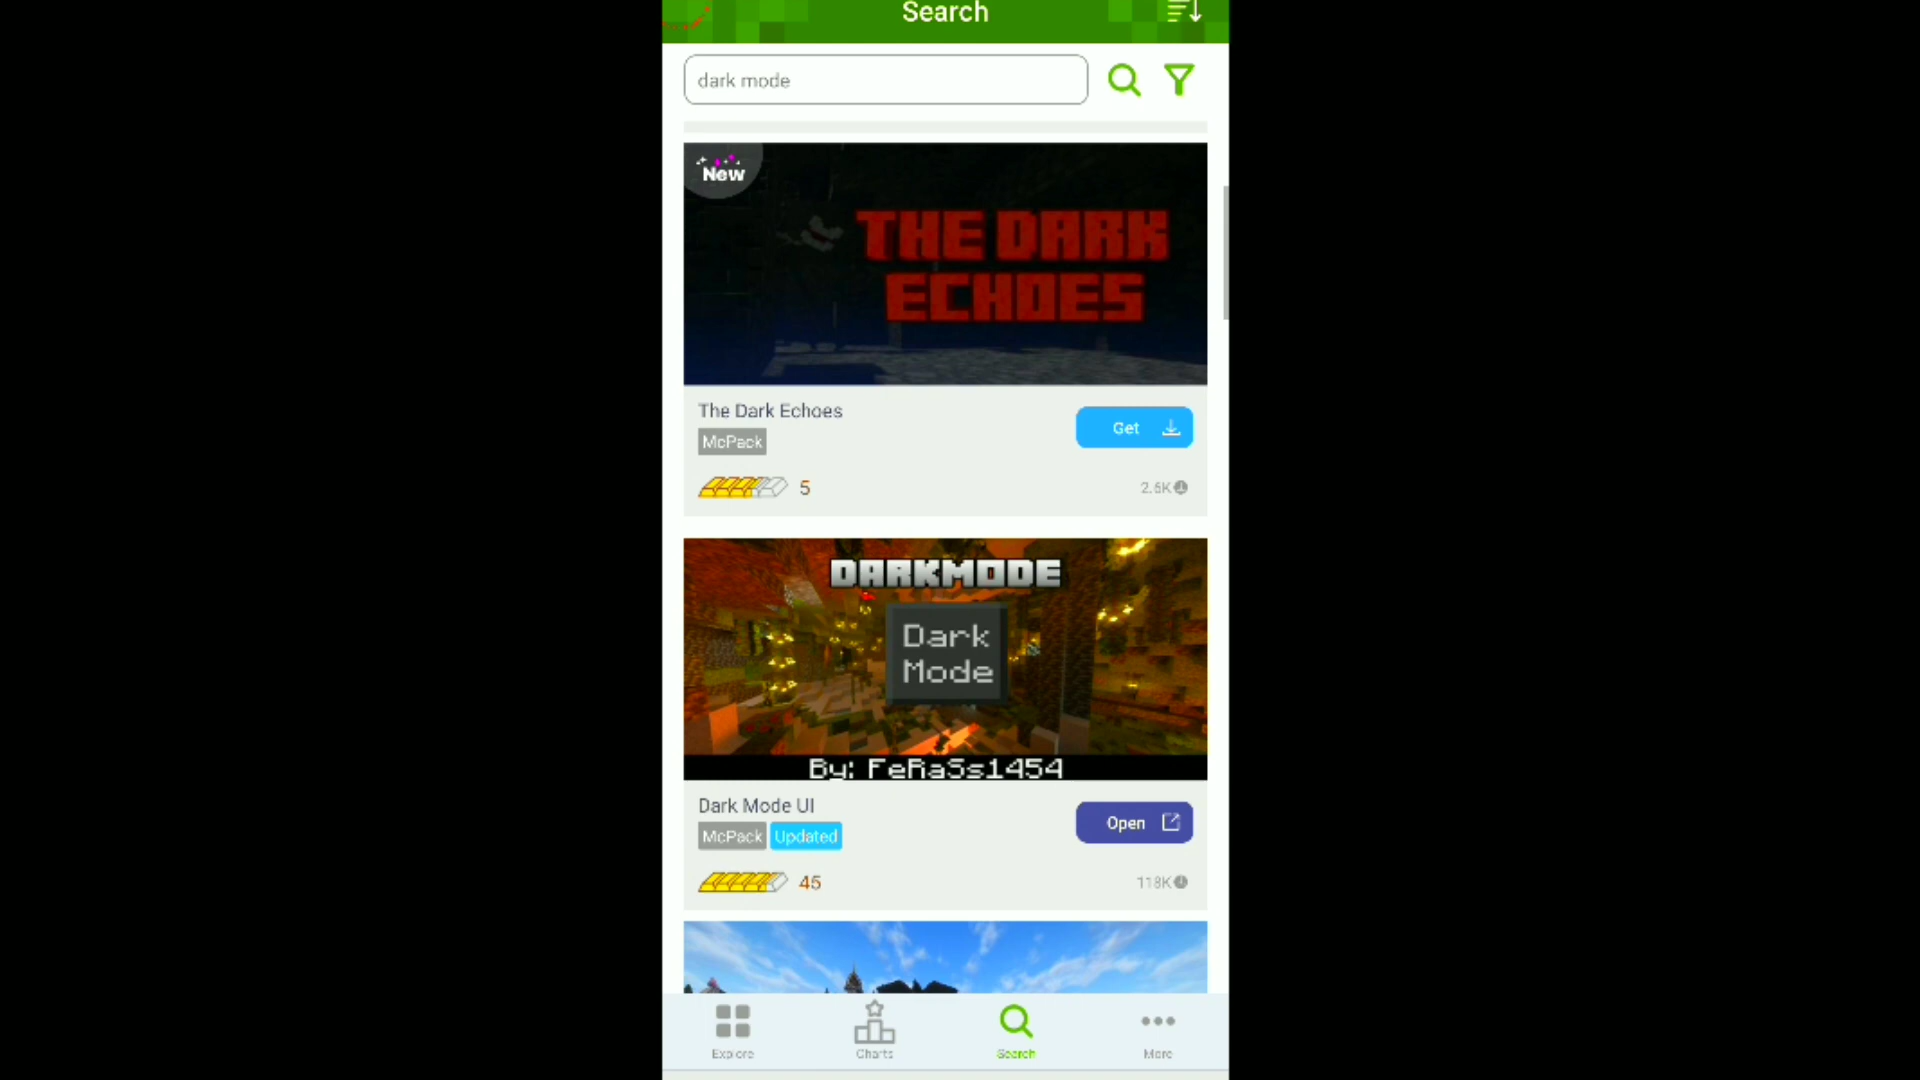 Search
dark mode
New
THE DARK
ECHOES
The Dark Echoes
McPack
Get
5
2.6K
DARKMODE
Dark
Mode
By: FeRaSs1454
Dark Mode UI
McPack Updated
Open
45
118K
Explore
Charts
Search
More